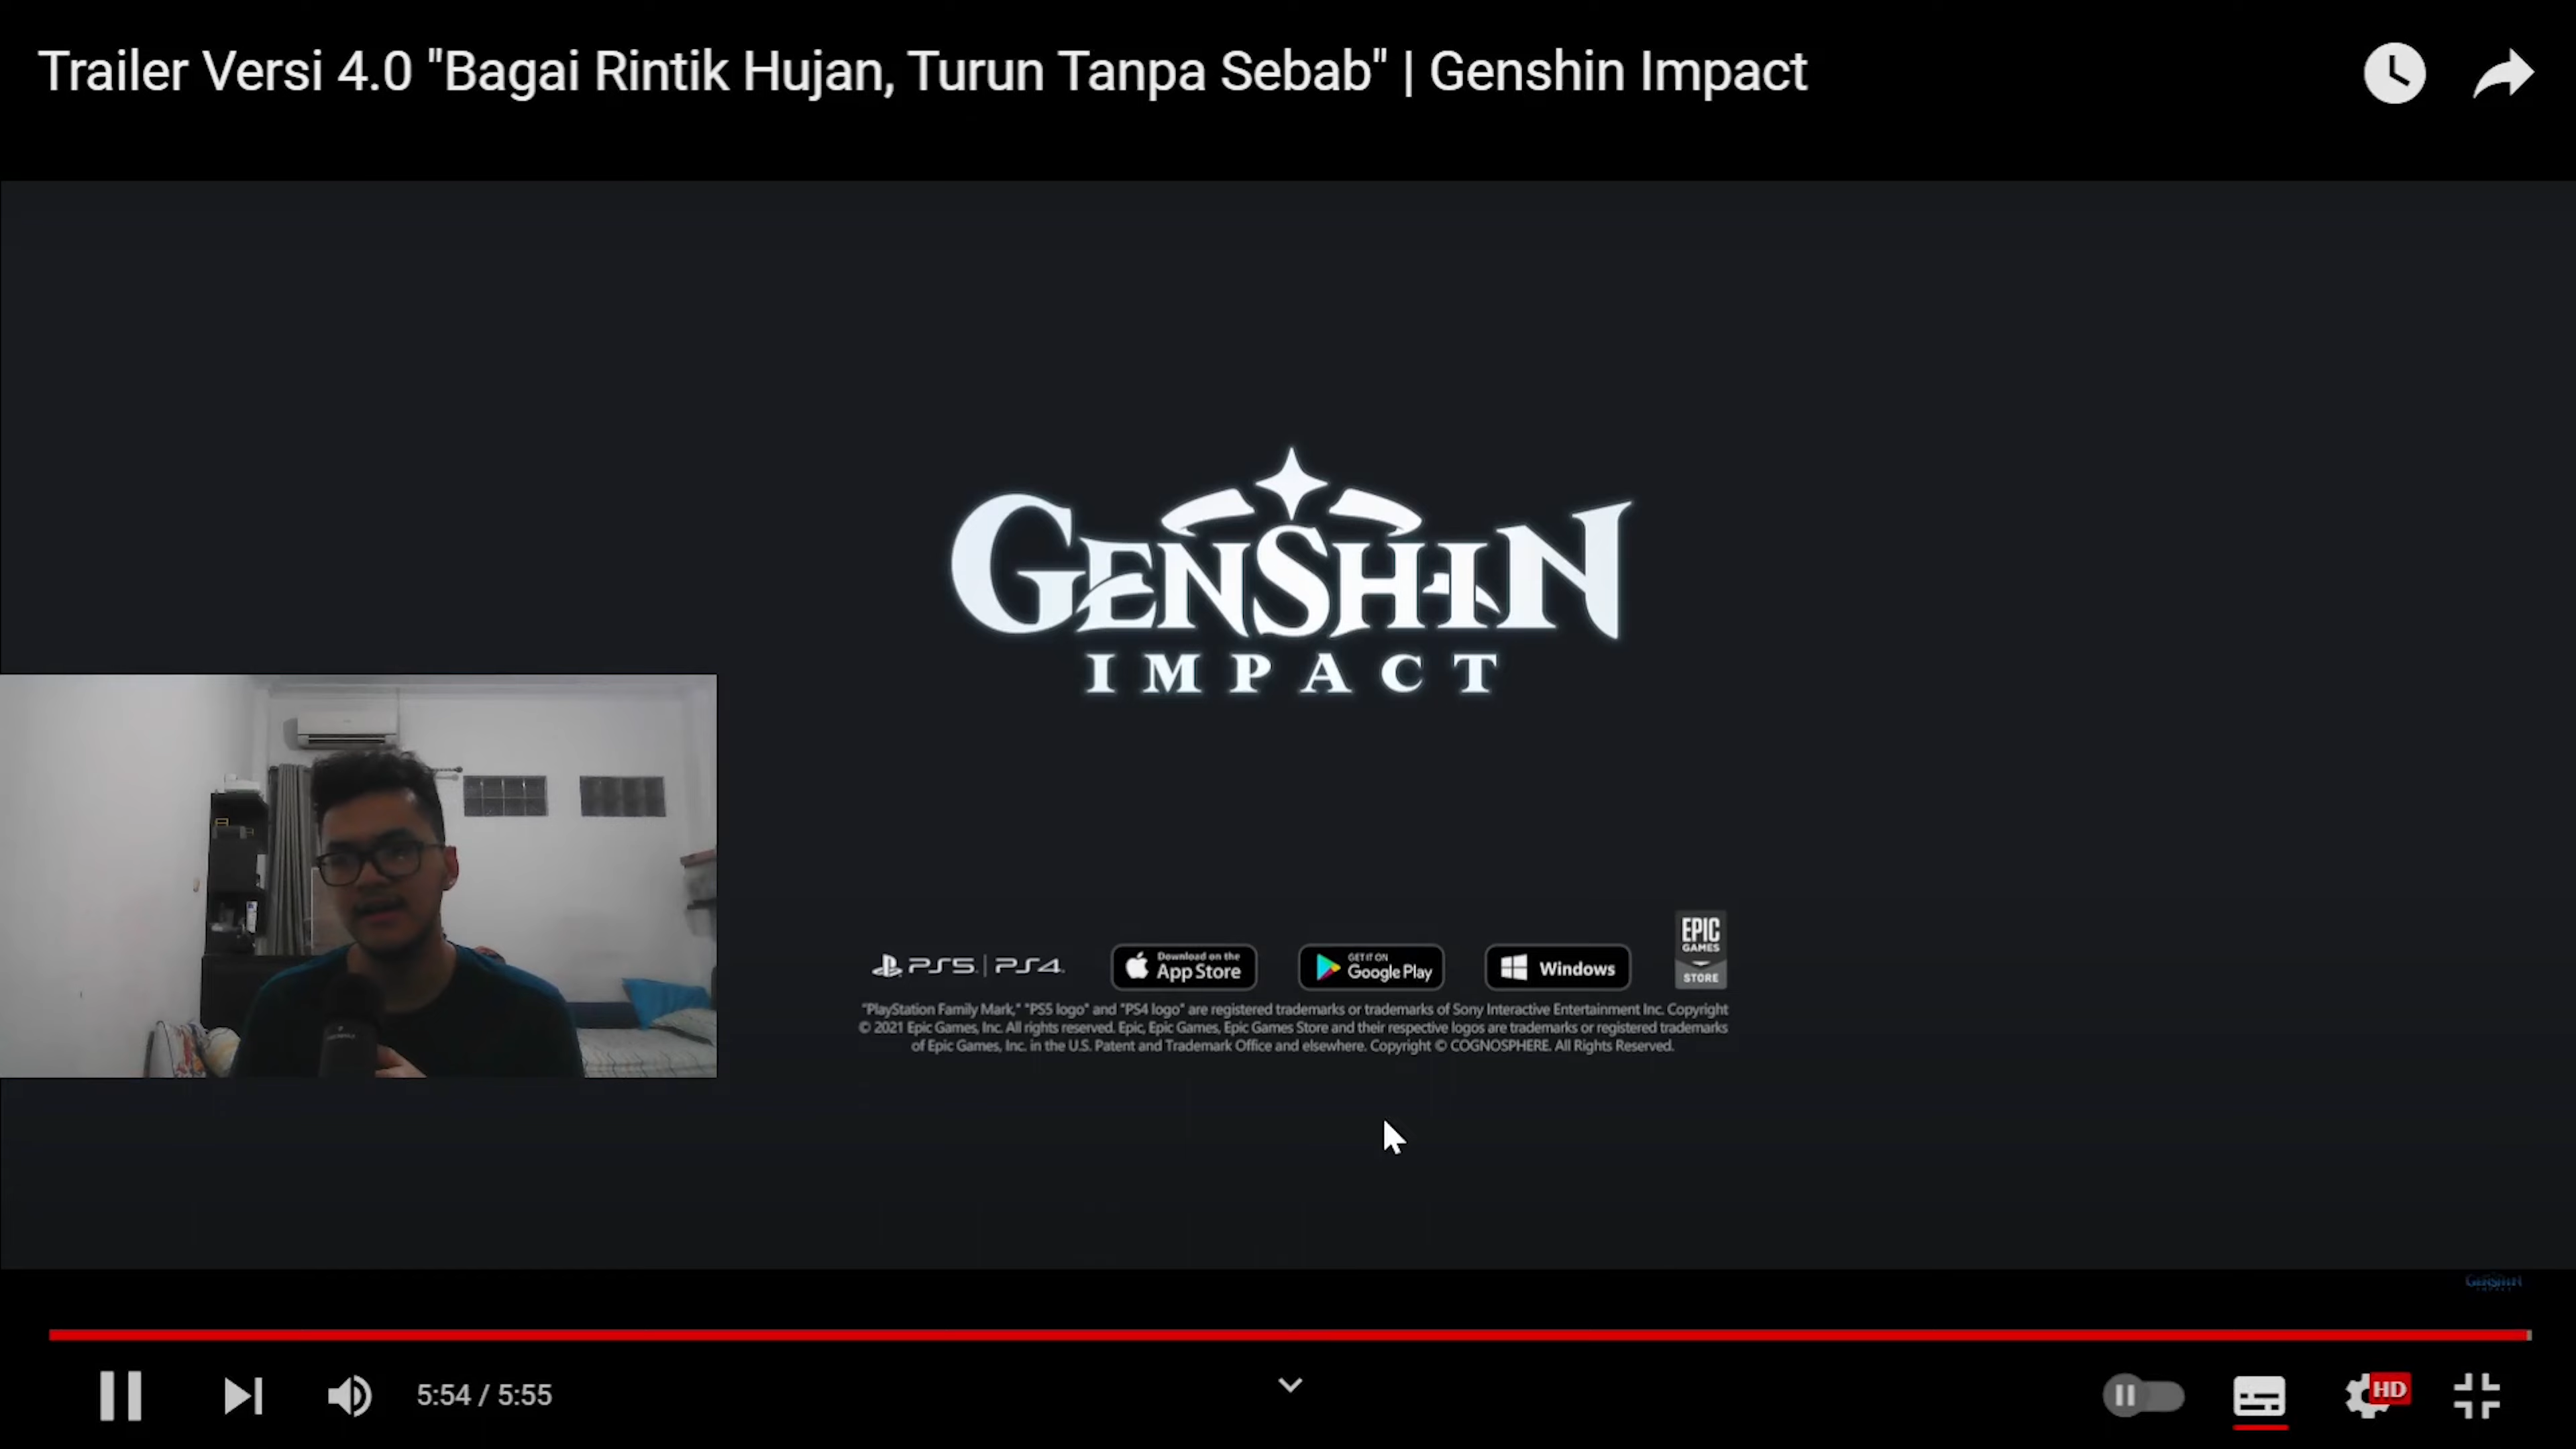 Trailer Versi 4.0 "Bagai Rintik Hujan, Turun Tanpa Sebab" | Genshin Impact
GENSHIN
IMPACT
PS5 | PS4
Download on the
App Store
GET IT ON
Google Play
Windows
EPIC
GAMES
STORE
"PlayStation Family Mark," "PS5 logo" and "PS4 logo" are registered trademarks or trademarks of Sony Interactive Entertainment Inc. Copyright
© 2021 Epic Games, Inc. All rights reserved. Epic, Epic Games, Epic Games Store and their respective logos are trademarks or registered trademarks
of Epic Games, Inc. in the U.S. Patent and Trademark Office and elsewhere. Copyright © COGNOSPHERE. All Rights Reserved.
GENSHIN
IMPACT
5:54 / 5:55
HD